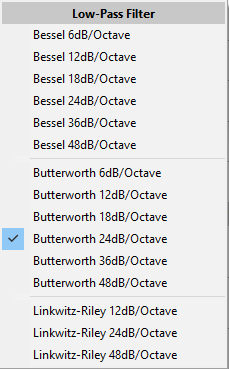 Low-Pass Filter
Bessel 6dB/Octave
Bessel 12dB/Octave
Bessel 18dB/Octave
Bessel 24dB/Octave
Bessel 36dB/Octave
Bessel 48dB/Octave
Butterworth 6dB/Octave
Butterworth 12dB/Octave
Butterworth 18dB/Octave
Butterworth 24dB/Octave
Butterworth 36dB/Octave
Butterworth 48dB/Octave
Linkwitz-Riley 12dB/Octave
Linkwitz-Riley 24dB/Octave
Linkwitz-Riley 48dB/Octave